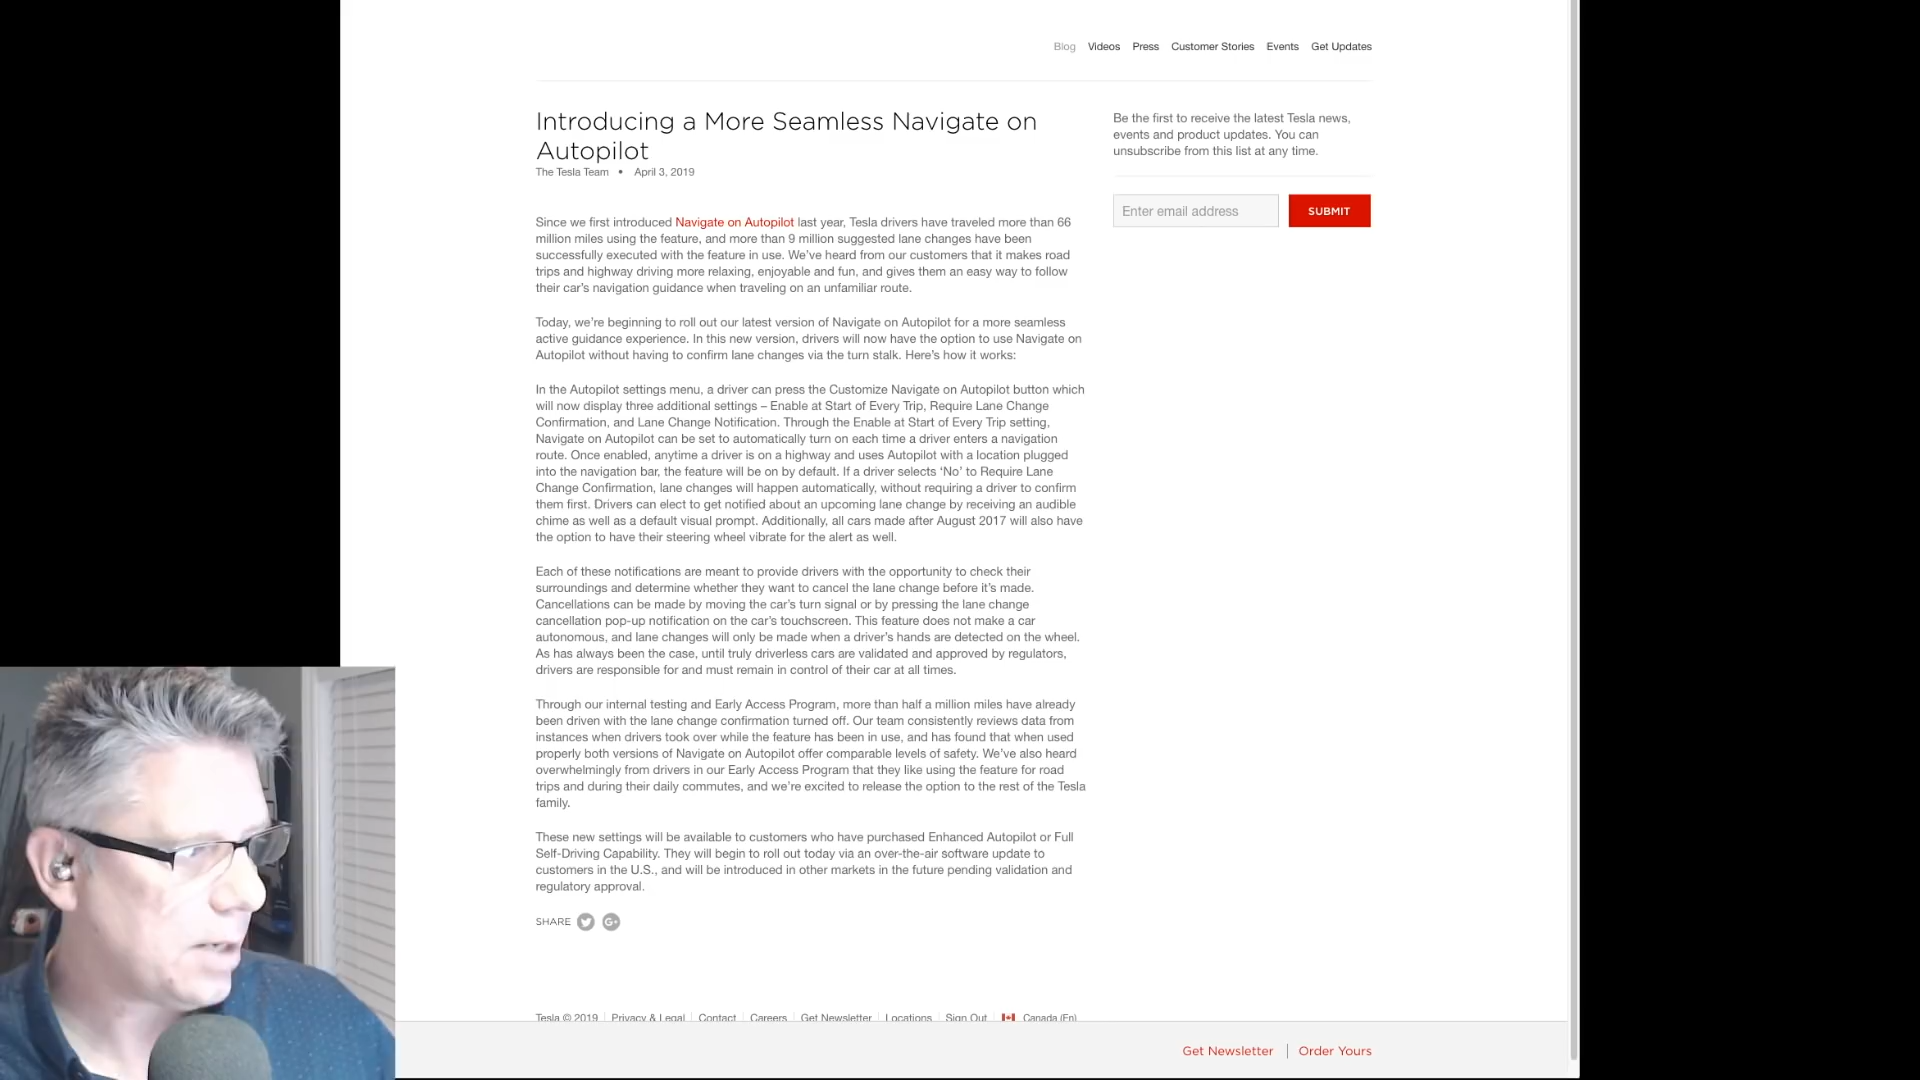 Blog Videos Press Customer Stories Events Get Updates
Introducing a More Seamless Navigate on
Autopilot
The Tesla Team • April 3, 2019
Since we first introduced Navigate on Autopilot last year, Tesla drivers have traveled more than 66
million miles using the feature, and more than 9 million suggested lane changes have been
successfully executed with the feature in use. We’ve heard from our customers that it makes road
trips and highway driving more relaxing, enjoyable and fun, and gives them an easy way to follow
their car’s navigation guidance when traveling on an unfamiliar route.
Today, we’re beginning to roll out our latest version of Navigate on Autopilot for a more seamless
active guidance experience. In this new version, drivers will now have the option to use Navigate on
Autopilot without having to confirm lane changes via the turn stalk. Here’s how it works:
In the Autopilot settings menu, a driver can press the Customize Navigate on Autopilot button which
will now display three additional settings – Enable at Start of Every Trip, Require Lane Change
Confirmation, and Lane Change Notification. Through the Enable at Start of Every Trip setting,
Navigate on Autopilot can be set to automatically turn on each time a driver enters a navigation
route. Once enabled, anytime a driver is on a highway and uses Autopilot with a location plugged
into the navigation bar, the feature will be on by default. If a driver selects ‘No’ to Require Lane
Change Confirmation, lane changes will happen automatically, without requiring a driver to confirm
them first. Drivers can elect to get notified about an upcoming lane change by receiving an audible
chime as well as a default visual prompt. Additionally, all cars made after August 2017 will also have
the option to have their steering wheel vibrate for the alert as well.
Each of these notifications are meant to provide drivers with the opportunity to check their
surroundings and determine whether they want to cancel the lane change before it’s made.
Cancellations can be made by moving the car’s turn signal or by pressing the lane change
cancellation pop-up notification on the car’s touchscreen. This feature does not make a car
autonomous, and lane changes will only be made when a driver’s hands are detected on the wheel.
As has always been the case, until truly driverless cars are validated and approved by regulators,
drivers are responsible for and must remain in control of their car at all times.
Through our internal testing and Early Access Program, more than half a million miles have already
been driven with the lane change confirmation turned off. Our team consistently reviews data from
instances when drivers took over while the feature has been in use, and has found that when used
properly both versions of Navigate on Autopilot offer comparable levels of safety. We’ve also heard
overwhelmingly from drivers in our Early Access Program that they like using the feature for road
trips and during their daily commutes, and we’re excited to release the option to the rest of the Tesla
family.
These new settings will be available to customers who have purchased Enhanced Autopilot or Full
Self-Driving Capability. They will begin to roll out today via an over-the-air software update to
customers in the U.S., and will be introduced in other markets in the future pending validation and
regulatory approval.
SHARE G+
Be the first to receive the latest Tesla news,
events and product updates. You can
unsubscribe from this list at any time.
Enter email address SUBMIT
Tesla © 2019 Privacy & Legal Contact Careers Get Newsletter Locations Sign Out Canada (En)
Get Newsletter Order Yours